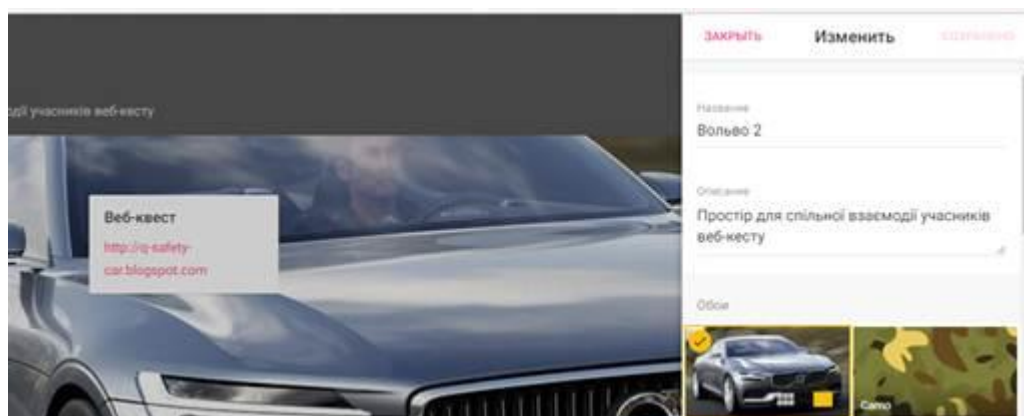 ЗАКРЫТЬ
Изменить
СОХРАНЕНО
одії учасників веб-кесту
Веб-квест
http://q-safety-
car.blogspot.com
Название
Вольво 2
Описание
Простір для спільної взаємодії учасників
веб-кесту
Обои
Camo